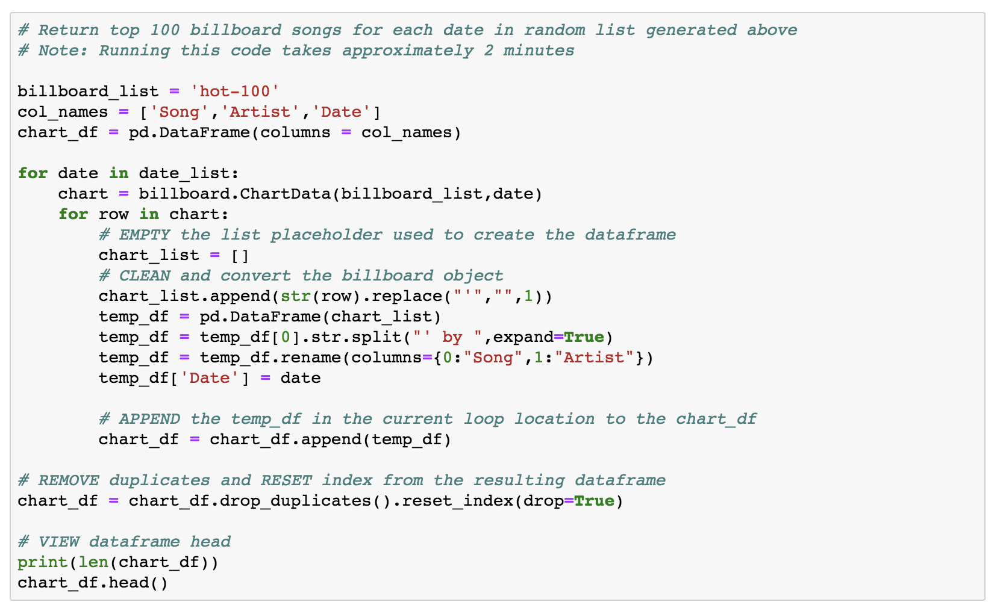 # Return top 100 billboard songs for each date in random list generated above
# Note: Running this code takes approximately 2 minutes

billboard_list = 'hot-100'
col_names = ['Song','Artist','Date']
chart_df = pd.DataFrame(columns = col_names)

for date in date_list:
    chart = billboard.ChartData(billboard_list,date)
    for row in chart:
        # EMPTY the list placeholder used to create the dataframe
        chart_list = []
        # CLEAN and convert the billboard object
        chart_list.append(str(row).replace("'","",1))
        temp_df = pd.DataFrame(chart_list)
        temp_df = temp_df[0].str.split("' by ",expand=True)
        temp_df = temp_df.rename(columns={0:"Song",1:"Artist"})
        temp_df['Date'] = date

        # APPEND the temp_df in the current loop location to the chart_df
        chart_df = chart_df.append(temp_df)

# REMOVE duplicates and RESET index from the resulting dataframe
chart_df = chart_df.drop_duplicates().reset_index(drop=True)

# VIEW dataframe head
print(len(chart_df))
chart_df.head()